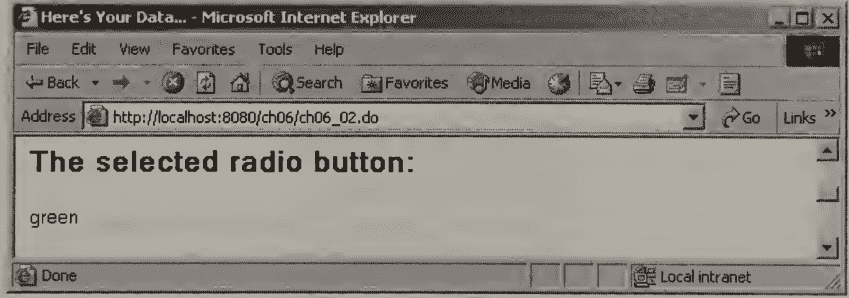 Here's Your Data... - Microsoft Internet Explorer
File Edit View Favorites Tools Help
Back Search Favorites Media
Address http://localhost:8080/ch06/ch06_02.do Go Links »
The selected radio button:
green
Done Local intranet